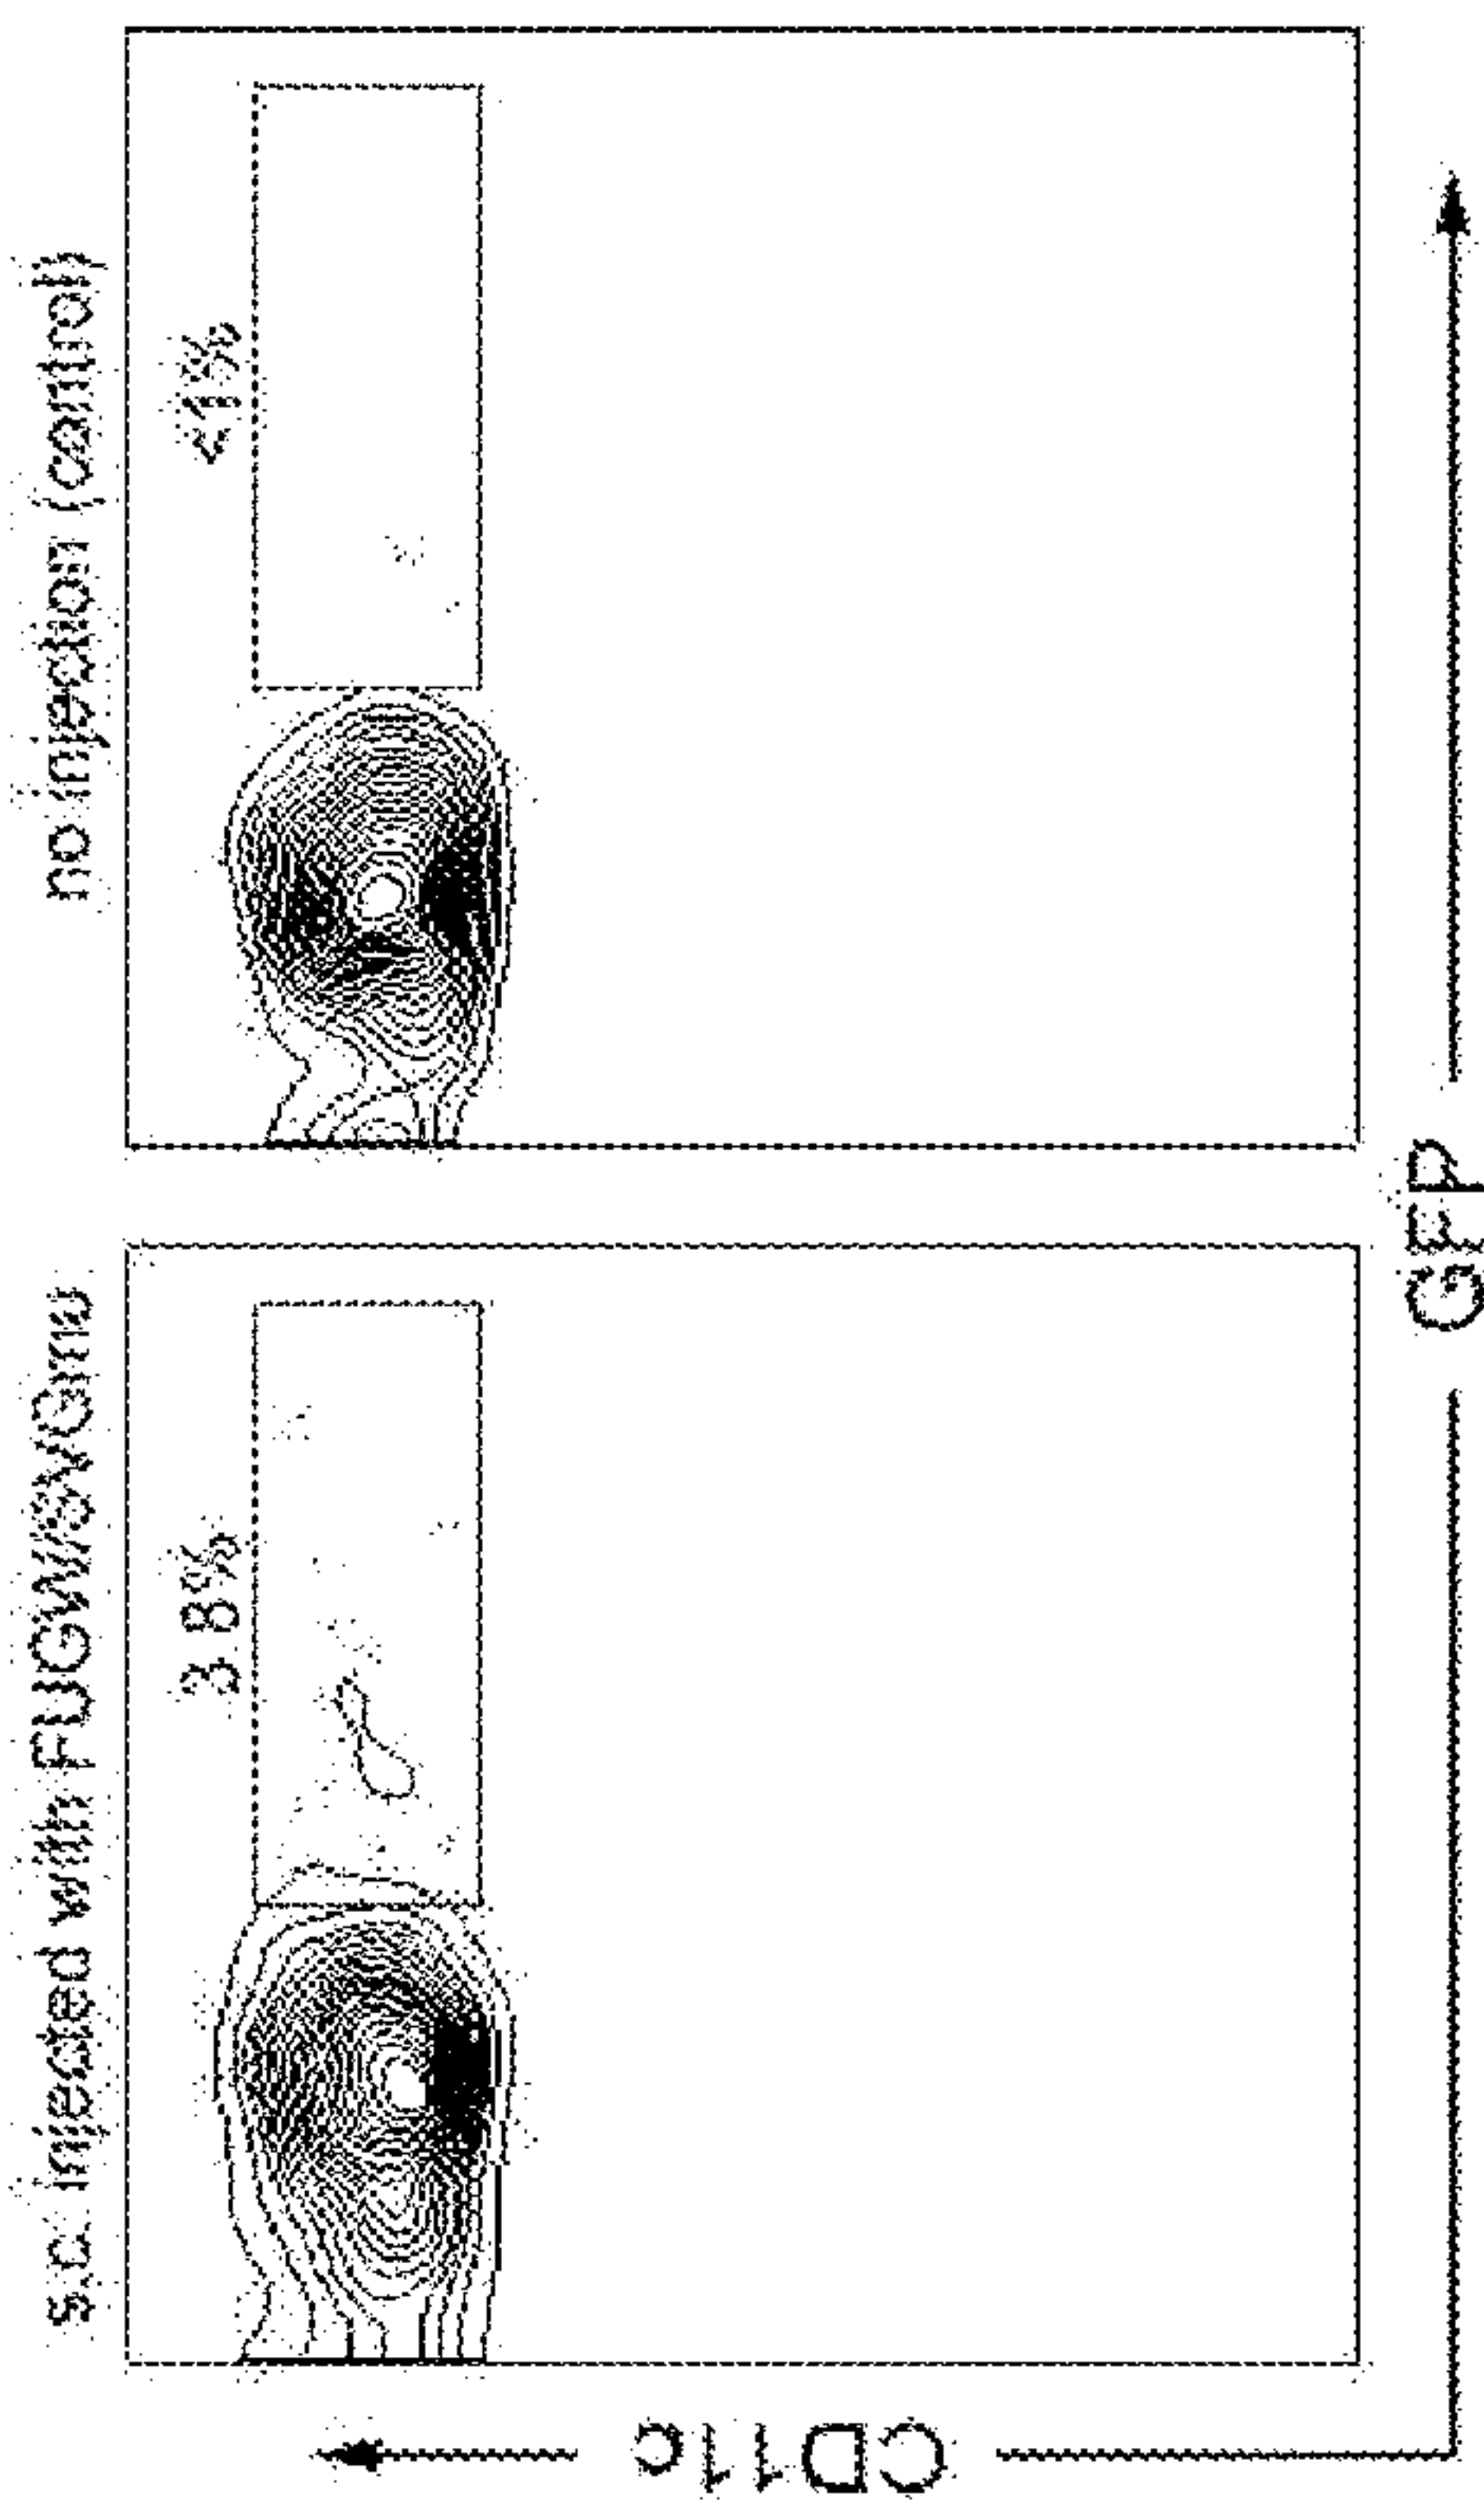 s.c. injected with FUGW/SVGmu
no injection (control)
3 8%
<1%
CD11c
GFP